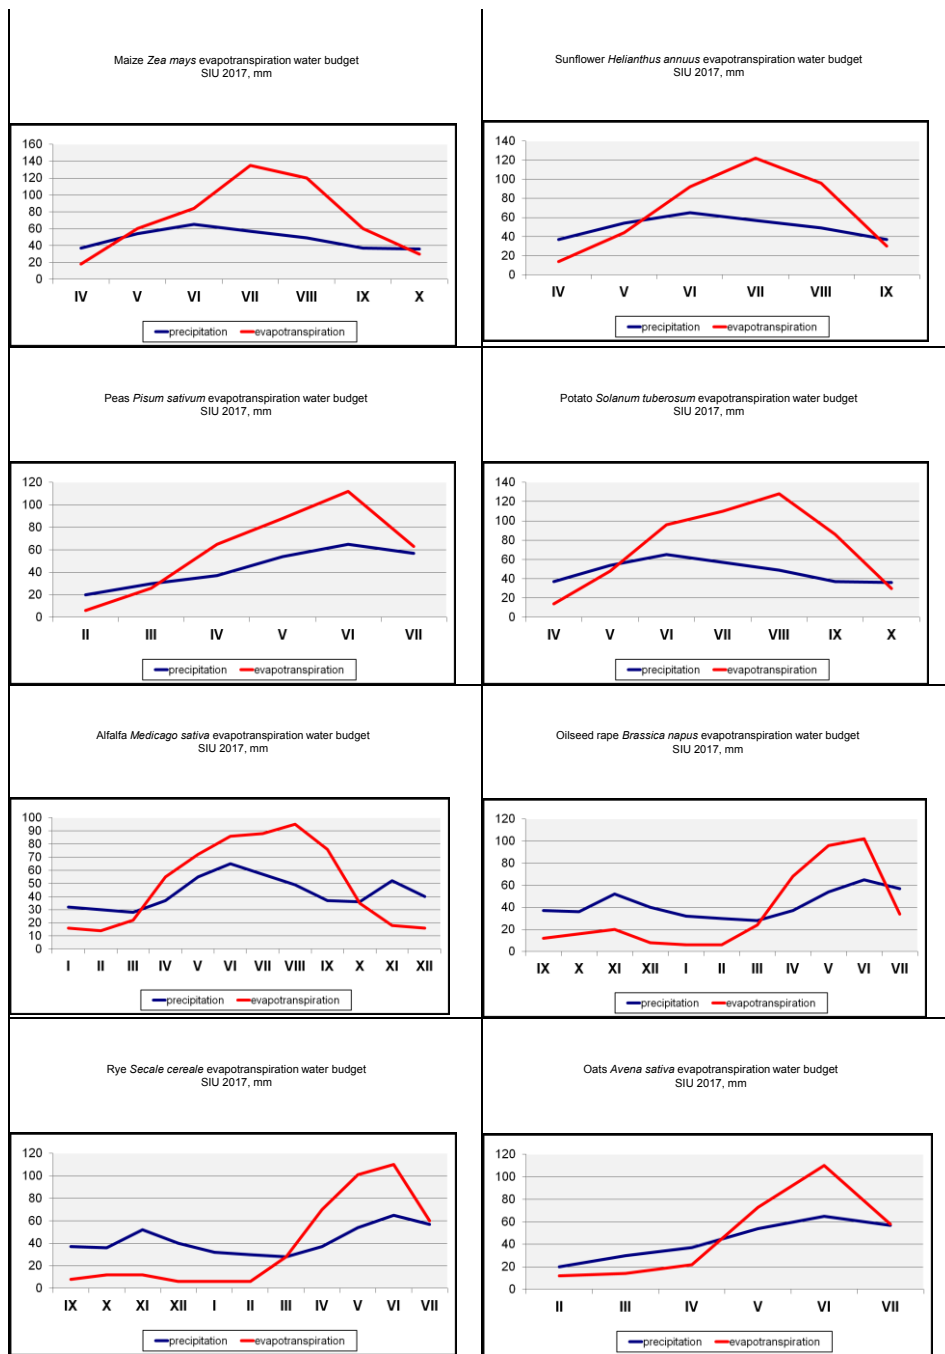 Maize Zea mays evapotranspiration water budget
SIU 2017, mm
160
140
120
100
80
60
40
20
0
IV V VI VII VIII IX X
precipitation evapotranspiration
Sunflower Helianthus annuus evapotranspiration water budget
SIU 2017, mm
140
120
100
80
60
40
20
0
IV V VI VII VIII IX
precipitation evapotranspiration
Peas Pisum sativum evapotranspiration water budget
SIU 2017, mm
120
100
80
60
40
20
0
II III IV V VI VII
precipitation evapotranspiration
Potato Solanum tuberosum evapotranspiration water budget
SIU 2017, mm
140
120
100
80
60
40
20
0
IV V VI VII VIII IX X
precipitation evapotranspiration
Alfalfa Medicago sativa evapotranspiration water budget
SIU 2017, mm
100
90
80
70
60
50
40
30
20
10
0
I II III IV V VI VII VIII IX X XI XII
precipitation evapotranspiration
Oilseed rape Brassica napus evapotranspiration water budget
SIU 2017, mm
120
100
80
60
40
20
0
IX X XI XII I II III IV V VI VII
precipitation evapotranspiration
Rye Secale cereale evapotranspiration water budget
SIU 2017, mm
120
100
80
60
40
20
0
IX X XI XII I II III IV V VI VII
precipitation evapotranspiration
Oats Avena sativa evapotranspiration water budget
SIU 2017, mm
120
100
80
60
40
20
0
II III IV V VI VII
precipitation evapotranspiration